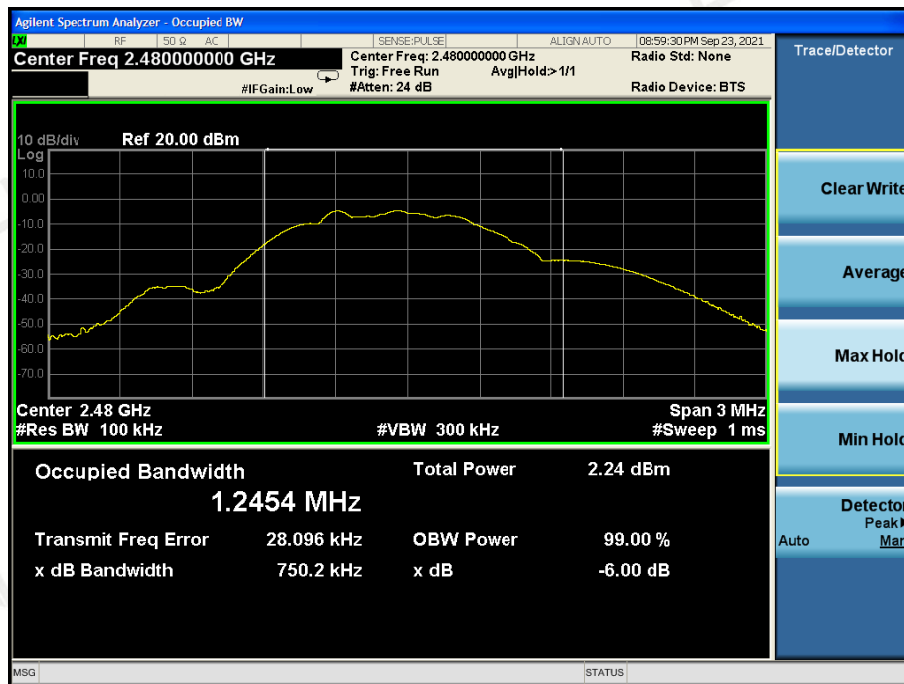 Agilent Spectrum Analyzer - Occupied BW
LXI RF 50 Ω AC SENSE:PULSE ALIGN AUTO 08:59:30 PM Sep 23, 2021
Center Freq 2.480000000 GHz
Center Freq: 2.480000000 GHz
Radio Std: None
Trig: Free Run Avg|Hold:>1/1
#IFGain:Low #Atten: 24 dB Radio Device: BTS
10 dB/div Ref 20.00 dBm
Log
10.0
0.00
-10.0
-20.0
-30.0
-40.0
-50.0
-60.0
-70.0
Center 2.48 GHz Span 3 MHz
#Res BW 100 kHz #VBW 300 kHz #Sweep 1 ms
Occupied Bandwidth Total Power 2.24 dBm
1.2454 MHz
Transmit Freq Error 28.096 kHz OBW Power 99.00 %
x dB Bandwidth 750.2 kHz x dB -6.00 dB
MSG STATUS
Trace/Detector
Clear Write
Average
Max Hold
Min Hold
Detector
Peak▶
Auto Man